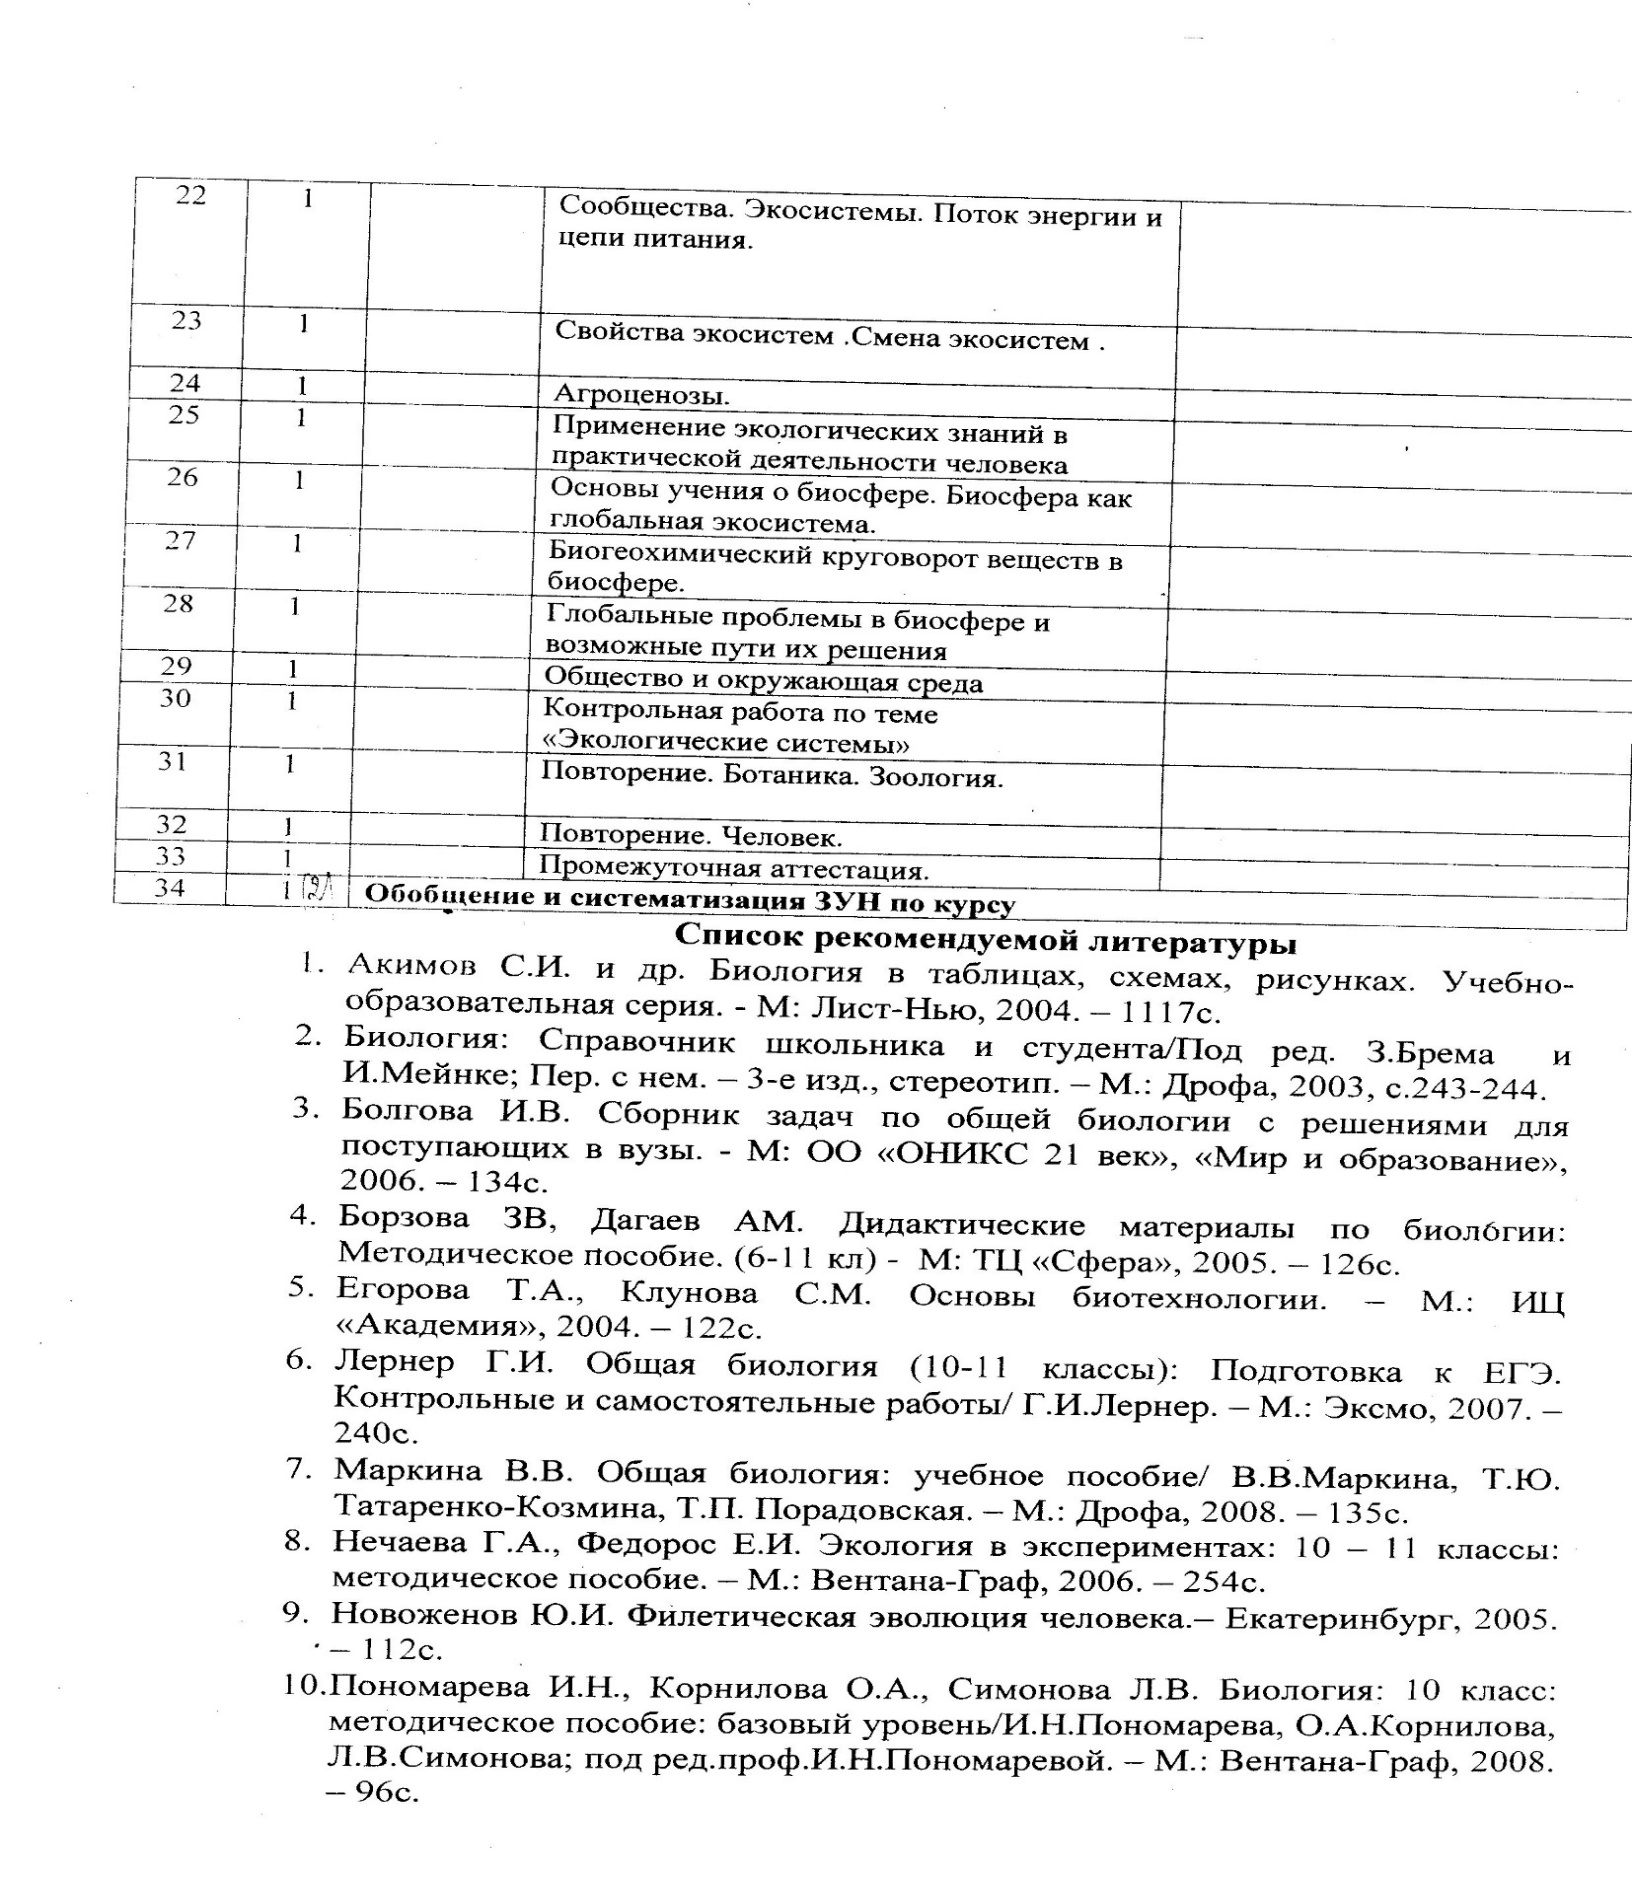 22 1 Сообщества. Экосистемы. Поток энергии и
цепи питания.
23 1 Свойства экосистем .Смена экосистем .
24 1 Агроценозы.
25 1 Применение экологических знаний в
практической деятельности человека
26 1 Основы учения о биосфере. Биосфера как
глобальная экосистема.
27 1 Биогеохимический круговорот веществ в
биосфере.
28 1 Глобальные проблемы в биосфере и
возможные пути их решения
29 1 Общество и окружающая среда
30 1 Контрольная работа по теме
«Экологические системы»
31 1 Повторение. Ботаника. Зоология.
32 1 Повторение. Человек.
33 1 Промежуточная аттестация.
34 1 Обобщение и систематизация ЗУН по курсу
Список рекомендуемой литературы
1. Акимов С.И. и др. Биология в таблицах, схемах, рисунках. Учебно-
образовательная серия. - М: Лист-Нью, 2004. – 1117с.
2. Биология: Справочник школьника и студента/Под ред. З.Брема и
И.Мейнке; Пер. с нем. – 3-е изд., стереотип. – М.: Дрофа, 2003, с.243-244.
3. Болгова И.В. Сборник задач по общей биологии с решениями для
поступающих в вузы. - М: ОО «ОНИКС 21 век», «Мир и образование»,
2006. – 134с.
4. Борзова ЗВ, Дагаев АМ. Дидактические материалы по биологии:
Методическое пособие. (6-11 кл) - М: ТЦ «Сфера», 2005. – 126с.
5. Егорова Т.А., Клунова С.М. Основы биотехнологии. – М.: ИЦ
«Академия», 2004. – 122с.
6. Лернер Г.И. Общая биология (10-11 классы): Подготовка к ЕГЭ.
Контрольные и самостоятельные работы/ Г.И.Лернер. – М.: Эксмо, 2007. –
240с.
7. Маркина В.В. Общая биология: учебное пособие/ В.В.Маркина, Т.Ю.
Татаренко-Козмина, Т.П. Порадовская. – М.: Дрофа, 2008. – 135с.
8. Нечаева Г.А., Федорос Е.И. Экология в экспериментах: 10 – 11 классы:
методическое пособие. – М.: Вентана-Граф, 2006. – 254с.
9. Новоженов Ю.И. Филетическая эволюция человека.– Екатеринбург, 2005.
– 112с.
10.Пономарева И.Н., Корнилова О.А., Симонова Л.В. Биология: 10 класс:
методическое пособие: базовый уровень/И.Н.Пономарева, О.А.Корнилова,
Л.В.Симонова; под ред.проф.И.Н.Пономаревой. – М.: Вентана-Граф, 2008.
– 96с.